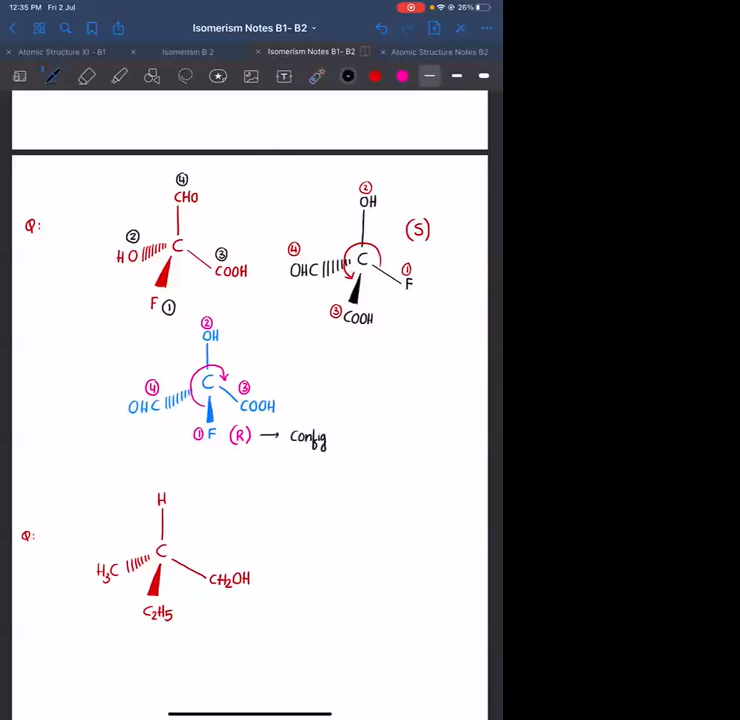 12:35 PM Fri 2 Jul
26%
Isomerism Notes B1- B2
Atomic Structure XI - B1
Isomerism B 2
Isomerism Notes B1- B2
Atomic Structure Notes B2
Q:
④
CHO
②
HO
C
③
COOH
F ①
②
OH
(S)
④
OHC
C
①
F
③
COOH
②
OH
④
OHC
C
③
COOH
① F (R) → Config
Q:
H
H₃C
C
CH₂OH
C₂H₅